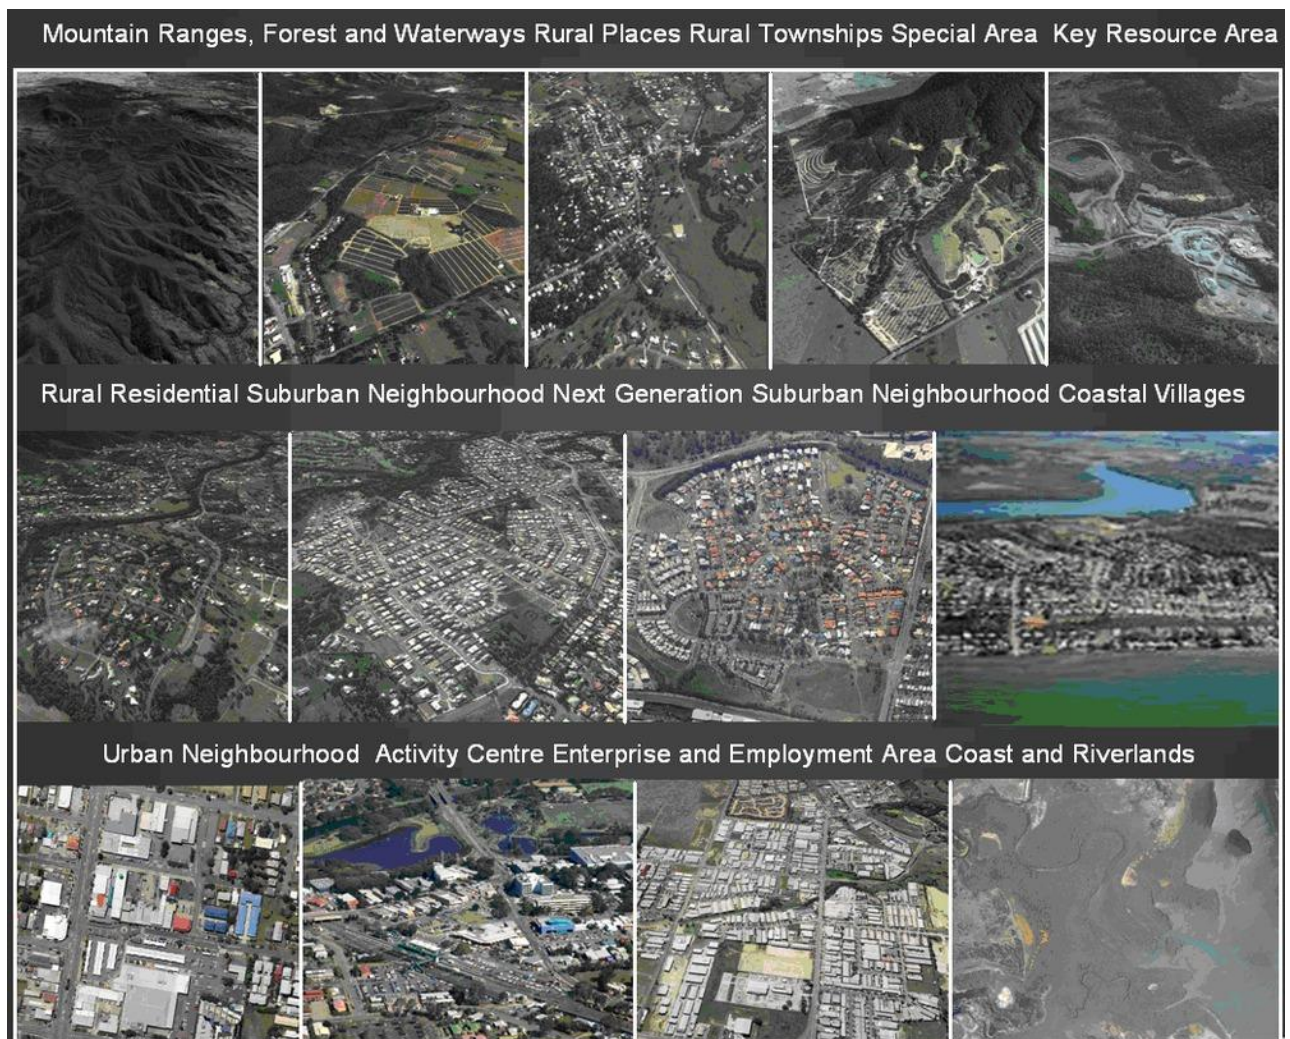 Mountain Ranges, Forest and Waterways Rural Places Rural Townships Special Area Key Resource Area
Rural Residential Suburban Neighbourhood Next Generation Suburban Neighbourhood Coastal Villages
Urban Neighbourhood Activity Centre Enterprise and Employment Area Coast and Riverlands